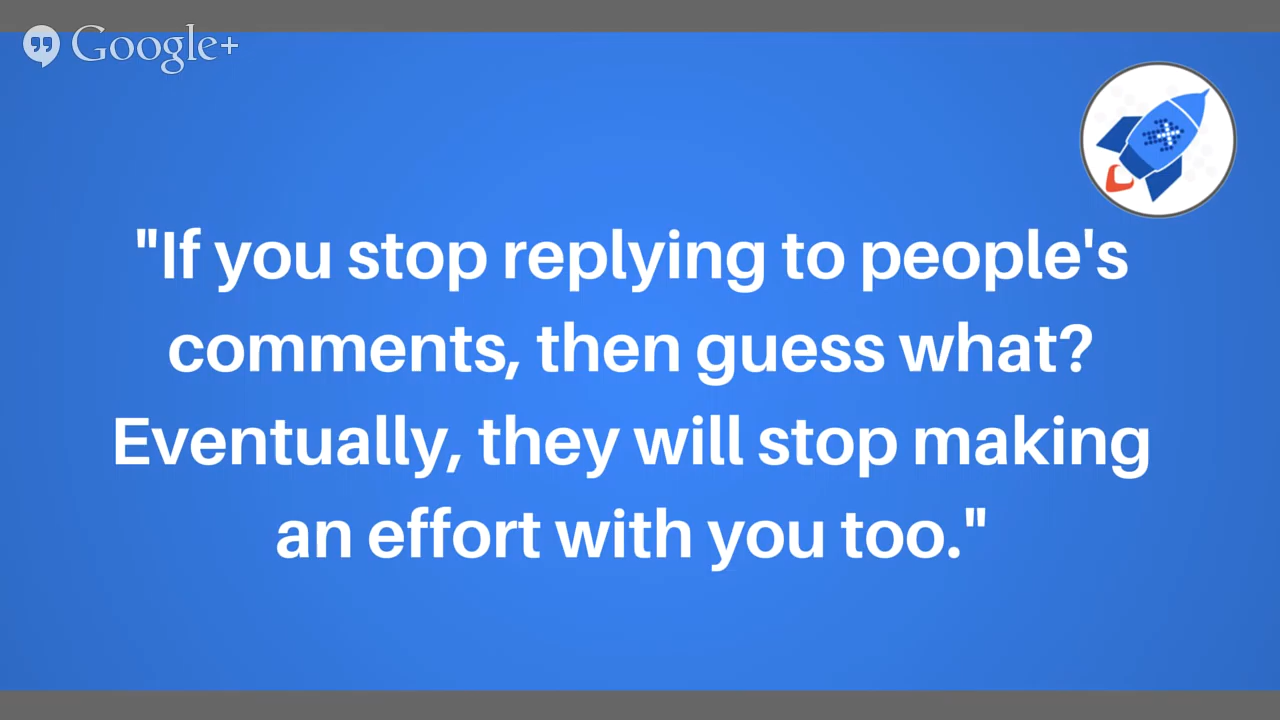 Google+
"If you stop replying to people's
comments, then guess what?
Eventually, they will stop making
an effort with you too."